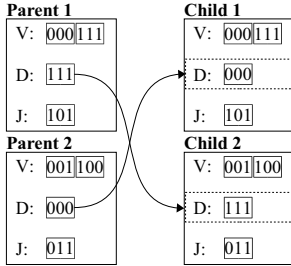 Parent 1 Child 1
V: 000 111 V: 000 111
D: 111 D: 000
J: 101 J: 101
Parent 2 Child 2
V: 001 100 V: 001 100
D: 000 D: 111
J: 011 J: 011